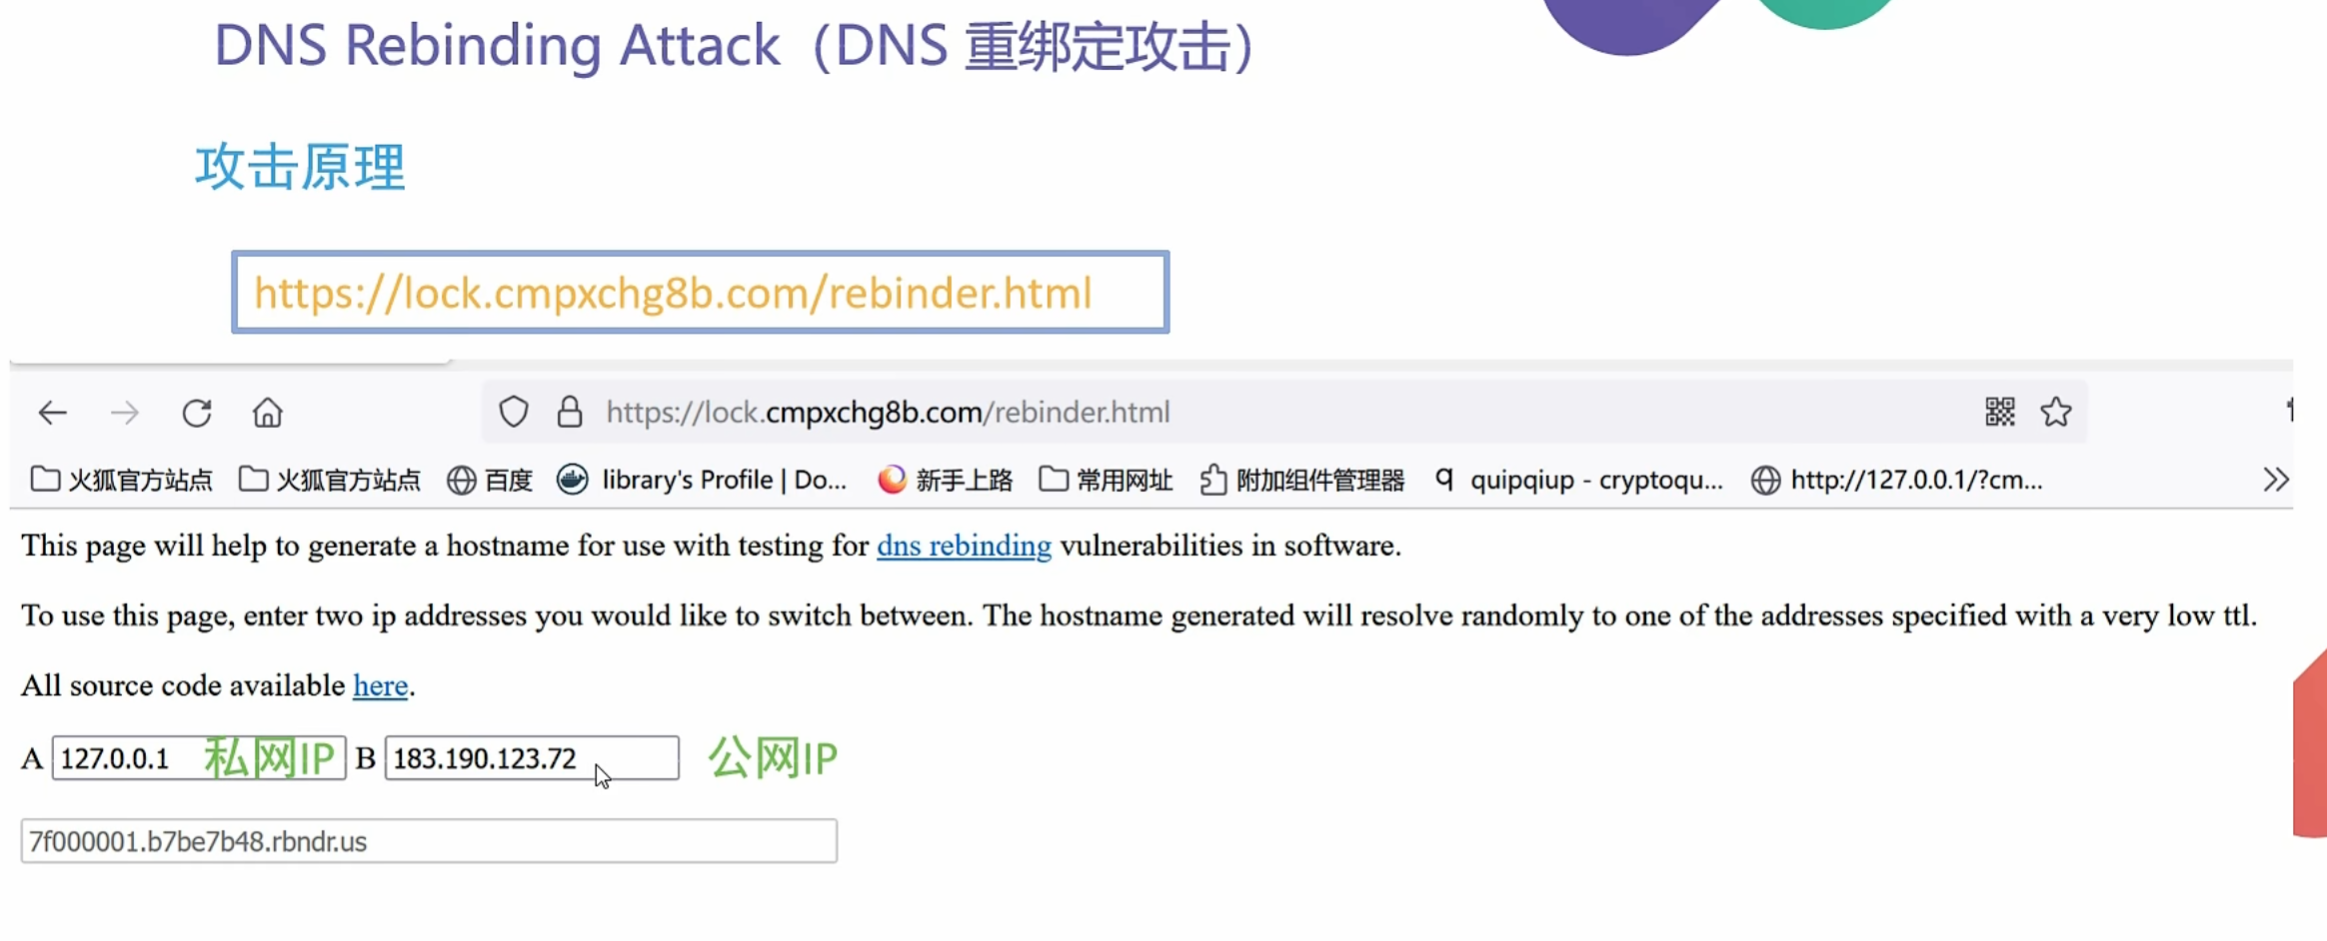 DNS Rebinding Attack（DNS 重绑定攻击）
攻击原理
https://lock.cmpxchg8b.com/rebinder.html
https://lock.cmpxchg8b.com/rebinder.html
火狐官方站点 火狐官方站点 百度 library's Profile | Do... 新手上路 常用网址 附加组件管理器 q quipqiup - cryptoqu... http://127.0.0.1/?cm...
This page will help to generate a hostname for use with testing for dns rebinding vulnerabilities in software.
To use this page, enter two ip addresses you would like to switch between. The hostname generated will resolve randomly to one of the addresses specified with a very low ttl.
All source code available here.
A 127.0.0.1 私网IP B 183.190.123.72 公网IP
7f000001.b7be7b48.rbndr.us